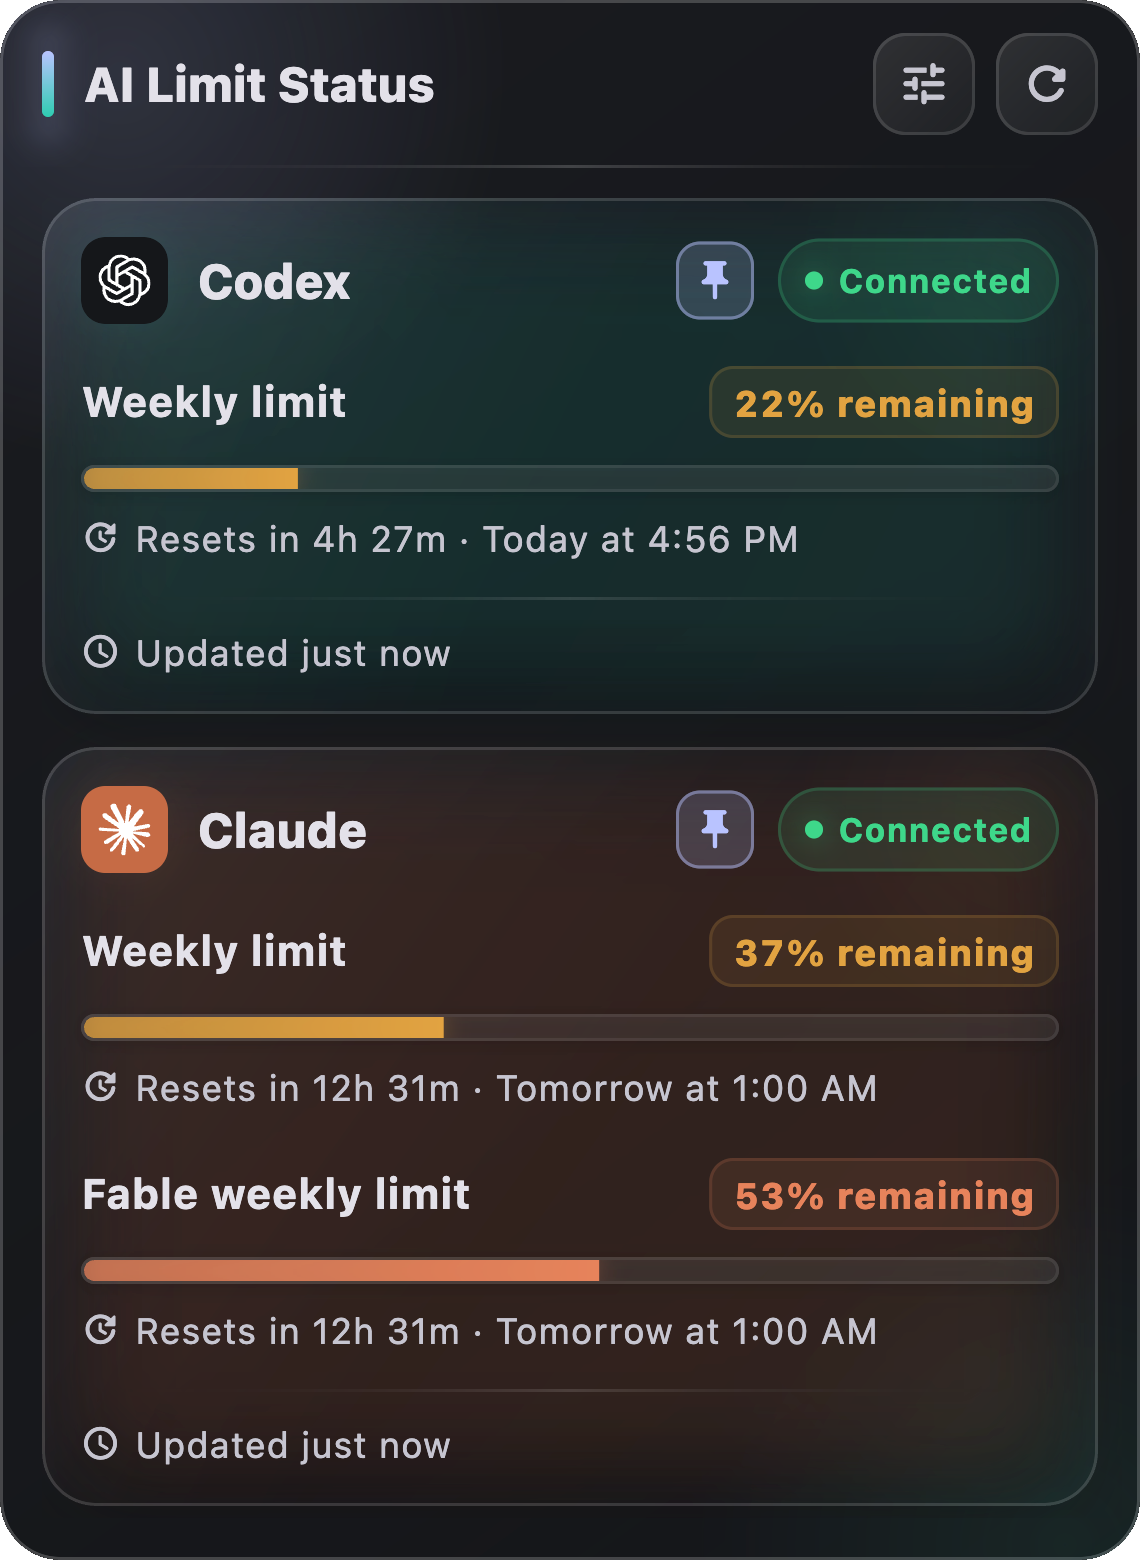 AI Limit Status
Codex
Connected
Weekly limit
22% remaining
Resets in 4h 27m · Today at 4:56 PM
Updated just now
Claude
Connected
Weekly limit
37% remaining
Resets in 12h 31m · Tomorrow at 1:00 AM
Fable weekly limit
53% remaining
Resets in 12h 31m · Tomorrow at 1:00 AM
Updated just now